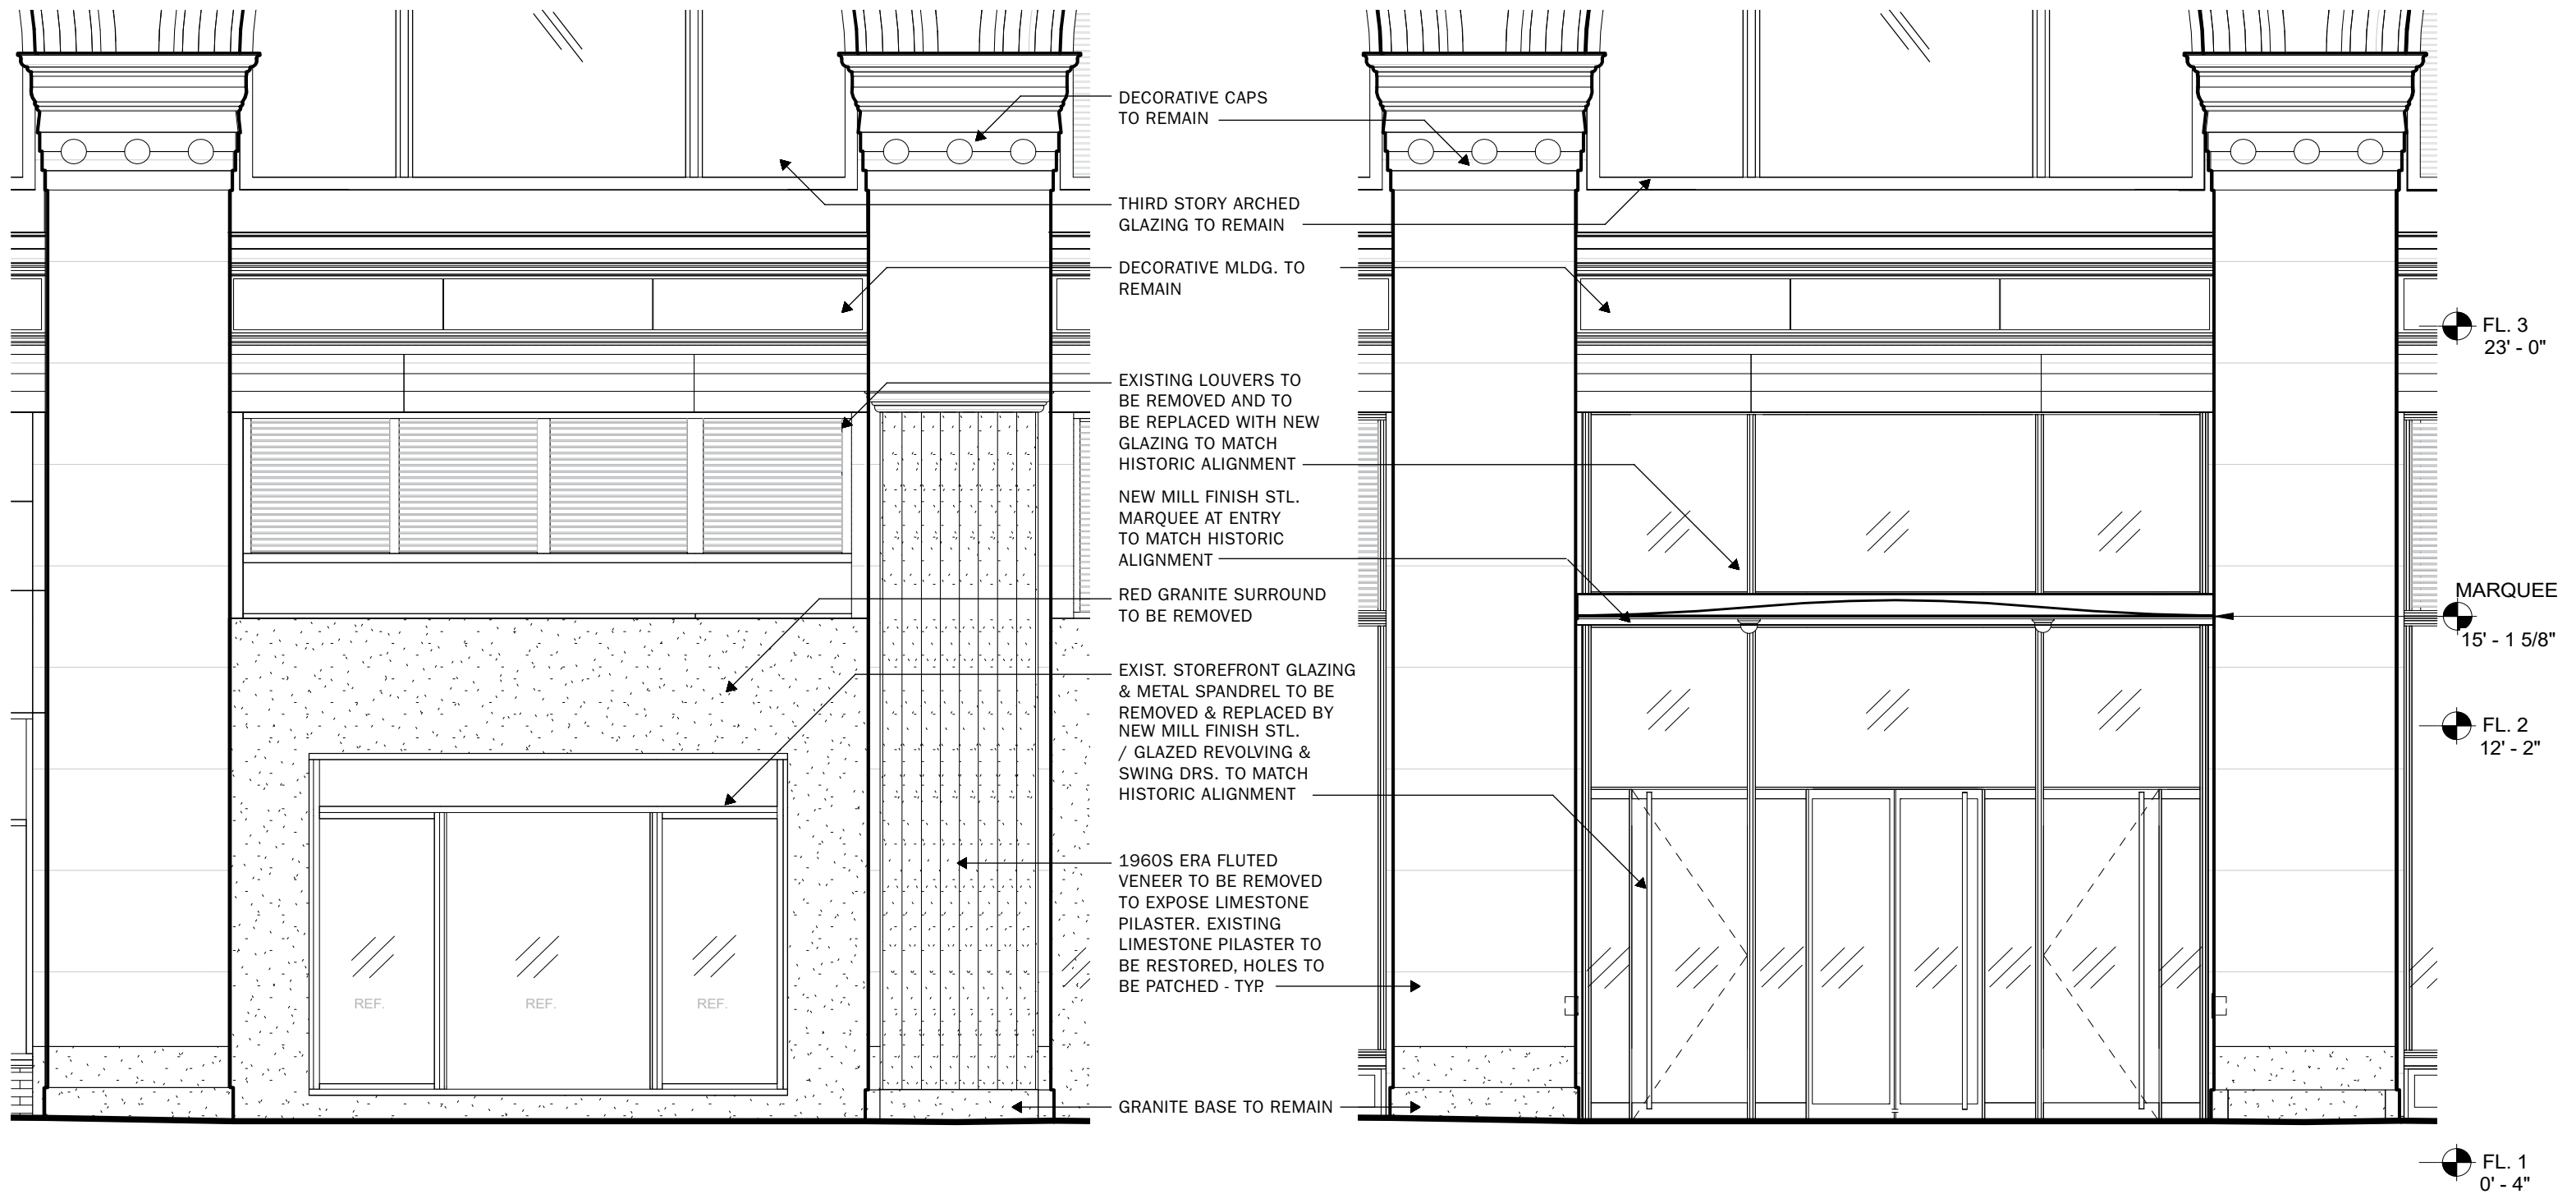 DECORATIVE CAPS
TO REMAIN
THIRD STORY ARCHED
GLAZING TO REMAIN
DECORATIVE MLDG. TO
REMAIN
EXISTING LOUVERS TO
BE REMOVED AND TO
BE REPLACED WITH NEW
GLAZING TO MATCH
HISTORIC ALIGNMENT
NEW MILL FINISH STL.
MARQUEE AT ENTRY
TO MATCH HISTORIC
ALIGNMENT
RED GRANITE SURROUND
TO BE REMOVED
EXIST. STOREFRONT GLAZING
& METAL SPANDREL TO BE
REMOVED & REPLACED BY
NEW MILL FINISH STL.
/ GLAZED REVOLVING &
SWING DRS. TO MATCH
HISTORIC ALIGNMENT
1960S ERA FLUTED
VENEER TO BE REMOVED
TO EXPOSE LIMESTONE
PILASTER. EXISTING
LIMESTONE PILASTER TO
BE RESTORED, HOLES TO
BE PATCHED - TYP.
GRANITE BASE TO REMAIN
REF.
REF.
REF.
FL. 3
23' - 0"
MARQUEE
15' - 1 5/8"
FL. 2
12' - 2"
FL. 1
0' - 4"